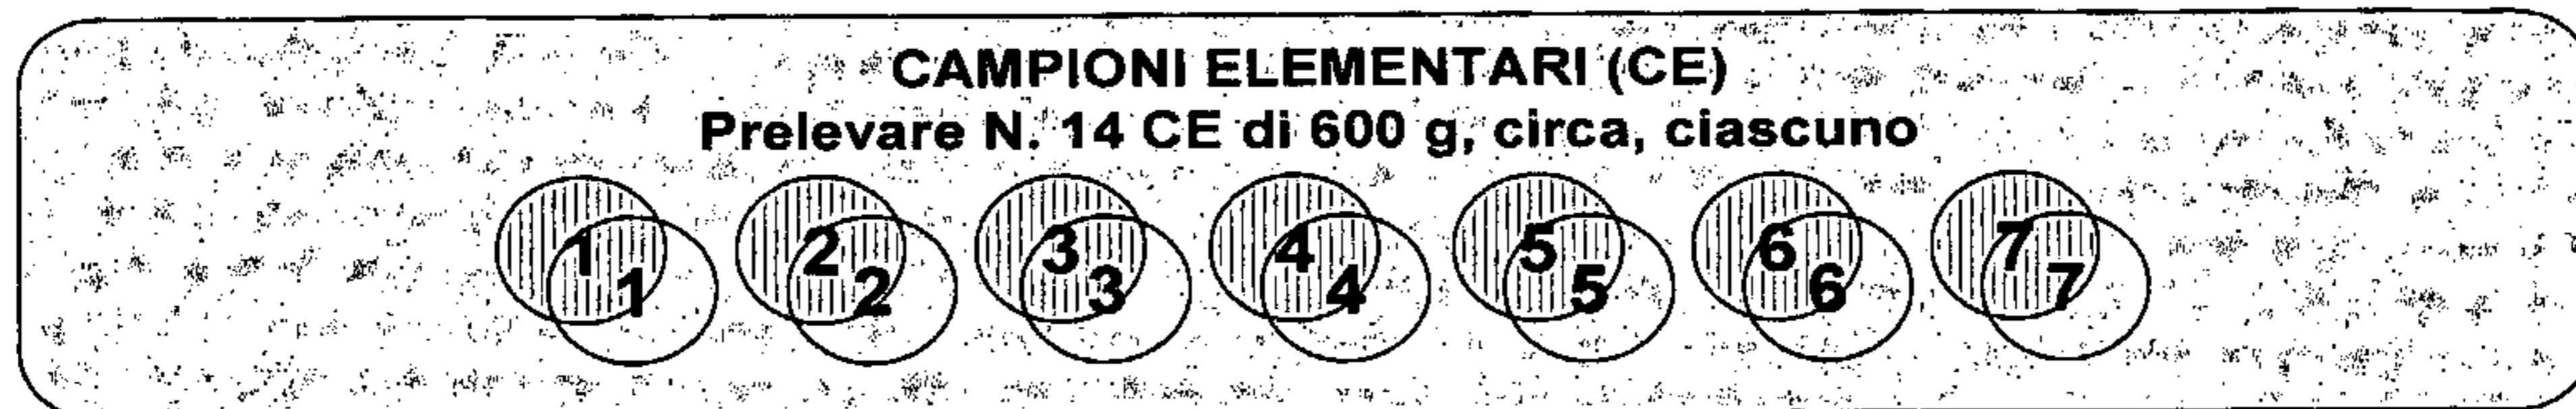 CAMPIONI ELEMENTARI (CE)
Prelevare N. 14 CE di 600 g, circa, ciascuno
1 2 3 4 5 6 7
1 2 3 4 5 6 7